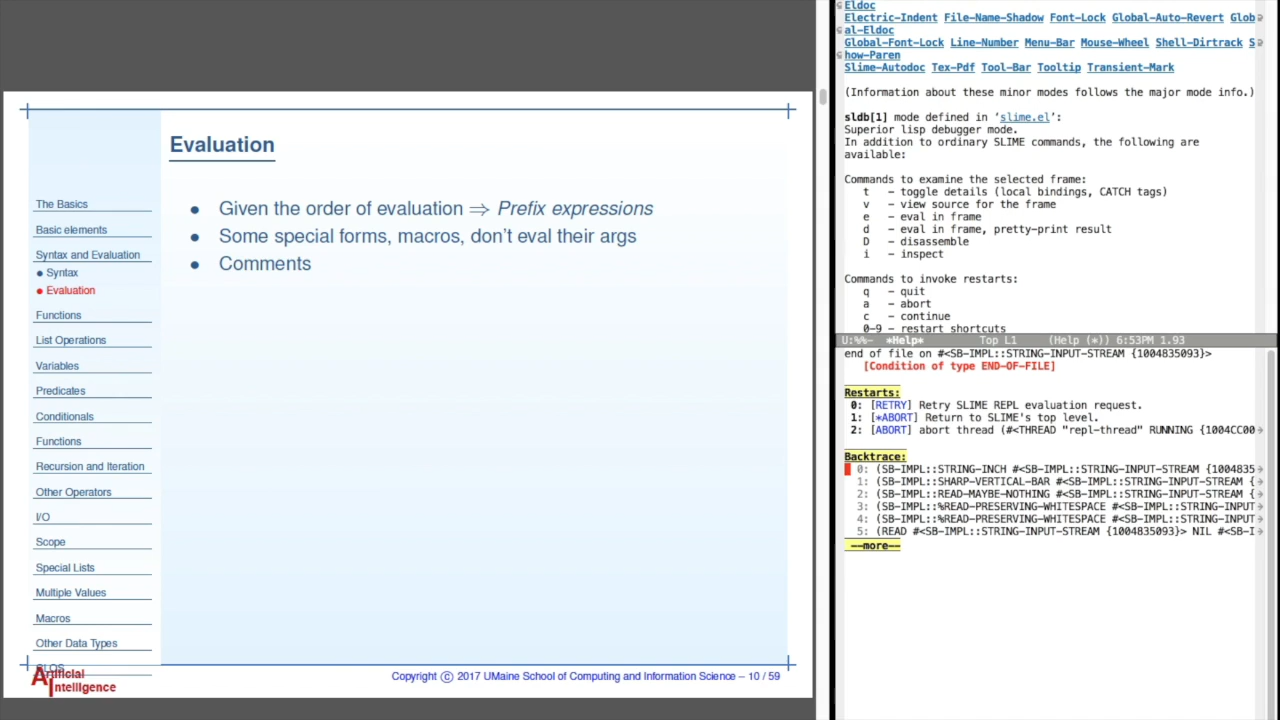 Evaluation
Given the order of evaluation ⇒ Prefix expressions
Some special forms, macros, don't eval their args
Comments
The Basics
Basic elements
Syntax and Evaluation
Syntax
Evaluation
Functions
List Operations
Variables
Predicates
Conditionals
Functions
Recursion and Iteration
Other Operators
I/O
Scope
Special Lists
Multiple Values
Macros
Other Data Types
CLOS
Artificial
Intelligence
Copyright © 2017 UMaine School of Computing and Information Science – 10 / 59
Eldoc
Electric-Indent File-Name-Shadow Font-Lock Global-Auto-Revert Glob
al-Eldoc
Global-Font-Lock Line-Number Menu-Bar Mouse-Wheel Shell-Dirtrack S
how-Paren
Slime-Autodoc Tex-Pdf Tool-Bar Tooltip Transient-Mark
(Information about these minor modes follows the major mode info.)
sldb[1] mode defined in ‘slime.el’:
Superior lisp debugger mode.
In addition to ordinary SLIME commands, the following are
available:
Commands to examine the selected frame:
t - toggle details (local bindings, CATCH tags)
v - view source for the frame
e - eval in frame
d - eval in frame, pretty-print result
D - disassemble
i - inspect
Commands to invoke restarts:
q - quit
a - abort
c - continue
0-9 - restart shortcuts
U:%%- *Help* Top L1 (Help (*)) 6:53PM 1.93
end of file on #<SB-IMPL::STRING-INPUT-STREAM {1004835093}>
[Condition of type END-OF-FILE]
Restarts:
0: [RETRY] Retry SLIME REPL evaluation request.
1: [*ABORT] Return to SLIME's top level.
2: [ABORT] abort thread (#<THREAD "repl-thread" RUNNING {1004CC00
Backtrace:
0: (SB-IMPL::STRING-INCH #<SB-IMPL::STRING-INPUT-STREAM {1004835
1: (SB-IMPL::SHARP-VERTICAL-BAR #<SB-IMPL::STRING-INPUT-STREAM {
2: (SB-IMPL::READ-MAYBE-NOTHING #<SB-IMPL::STRING-INPUT-STREAM {
3: (SB-IMPL::%READ-PRESERVING-WHITESPACE #<SB-IMPL::STRING-INPUT
4: (SB-IMPL::%READ-PRESERVING-WHITESPACE #<SB-IMPL::STRING-INPUT
5: (READ #<SB-IMPL::STRING-INPUT-STREAM {1004835093}> NIL #<SB-I
--more--